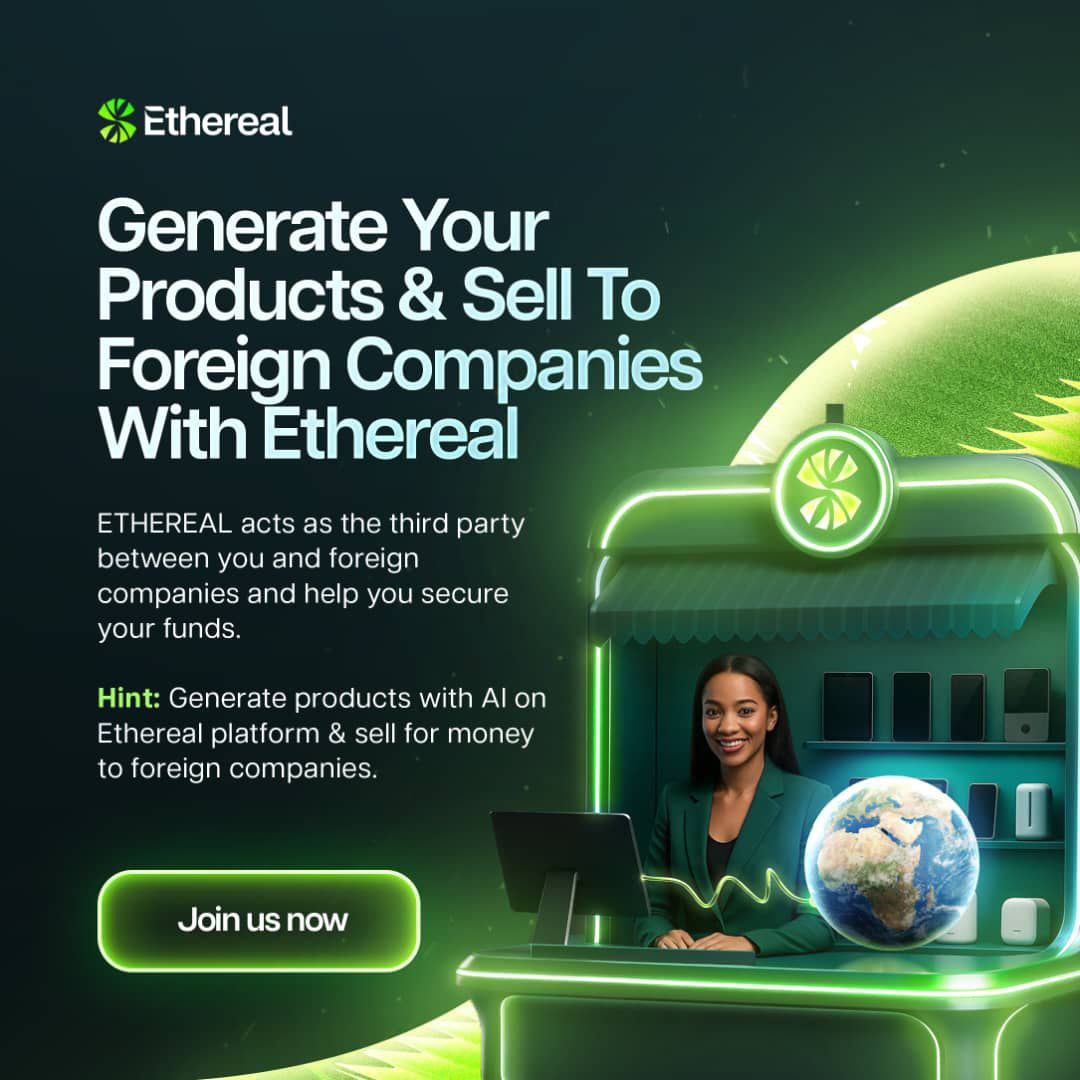 Ethereal
Generate Your
Products & Sell To
Foreign Companies
With Ethereal
ETHEREAL acts as the third party
between you and foreign
companies and help you secure
your funds.
Hint: Generate products with AI on
Ethereal platform & sell for money
to foreign companies.
Join us now